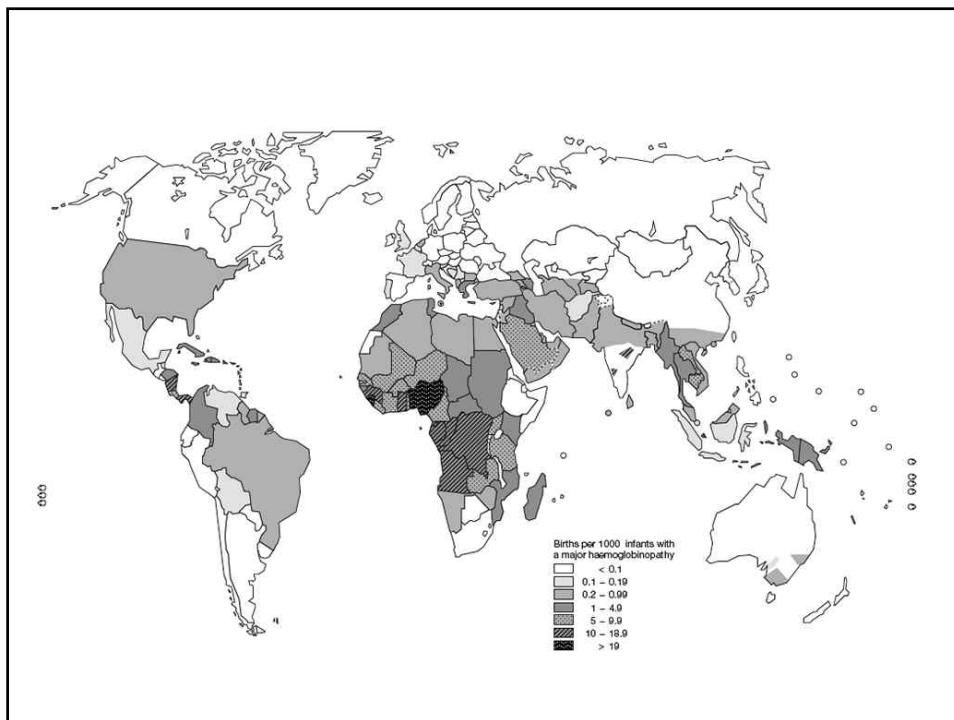 Births per 1000 infants with
a major haemoglobinopathy
< 0.1
0.1 – 0.19
0.2 – 0.99
1 – 4.9
5 – 9.9
10 – 18.9
> 19